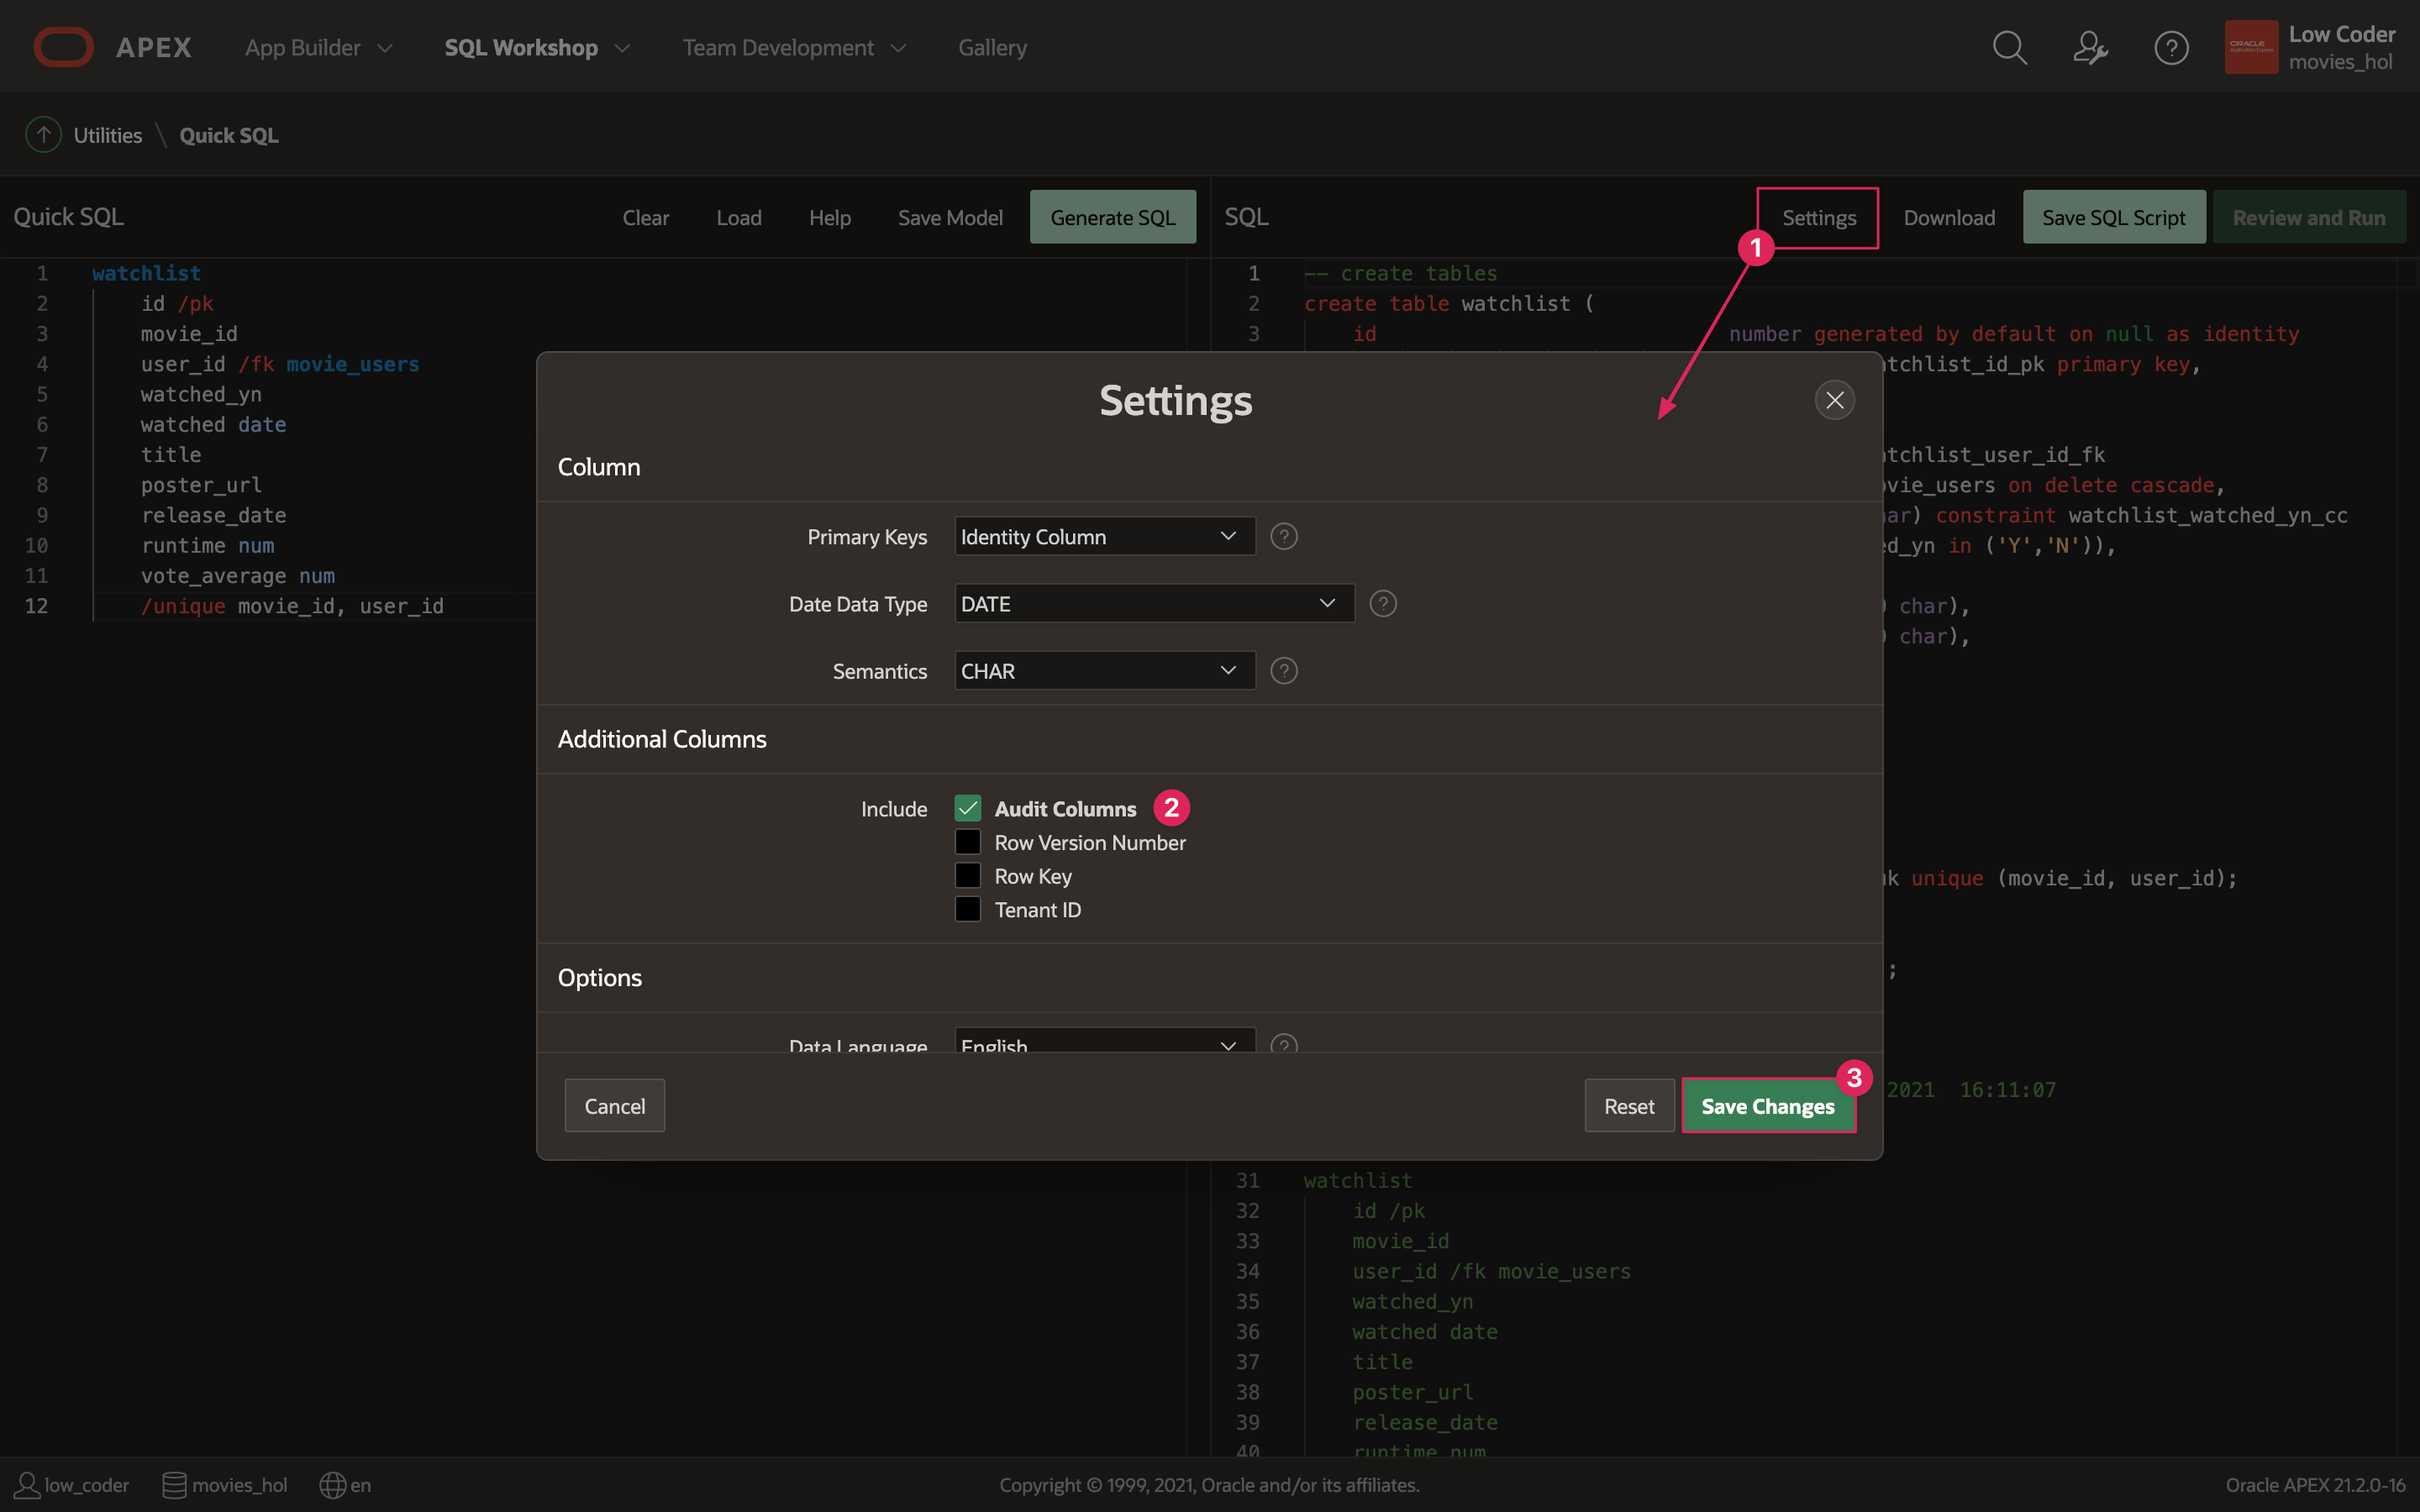 APEX App Builder SQL Workshop Team Development Gallery Low Coder
movies_hol
ORACLE
Utilities \ Quick SQL
Quick SQL Clear Load Help Save Model Generate SQL
SQL Settings Download Save SQL Script Review and Run
1
1 watchlist
2 id /pk
3 movie_id
4 user_id /fk movie_users
5 watched_yn
6 watched date
7 title
8 poster_url
9 release_date
10 runtime num
11 vote_average num
12 /unique movie_id, user_id
1 -- create tables
2 create table watchlist (
3 id number generated by default on null as identity
tchlist_id_pk primary key,
tchlist_user_id_fk
vie_users on delete cascade,
ar) constraint watchlist_watched_yn_cc
d_yn in ('Y','N')),
) char),
) char),
k unique (movie_id, user_id);
;
2021 16:11:07
Settings
Column
Primary Keys Identity Column ?
Date Data Type DATE ?
Semantics CHAR ?
Additional Columns
Include Audit Columns 2
Row Version Number
Row Key
Tenant ID
Options
Data Language English ?
Cancel Reset Save Changes 3
31 watchlist
32 id /pk
33 movie_id
34 user_id /fk movie_users
35 watched_yn
36 watched date
37 title
38 poster_url
39 release_date
40 runtime num
low_coder movies_hol en Copyright © 1999, 2021, Oracle and/or its affiliates. Oracle APEX 21.2.0-16